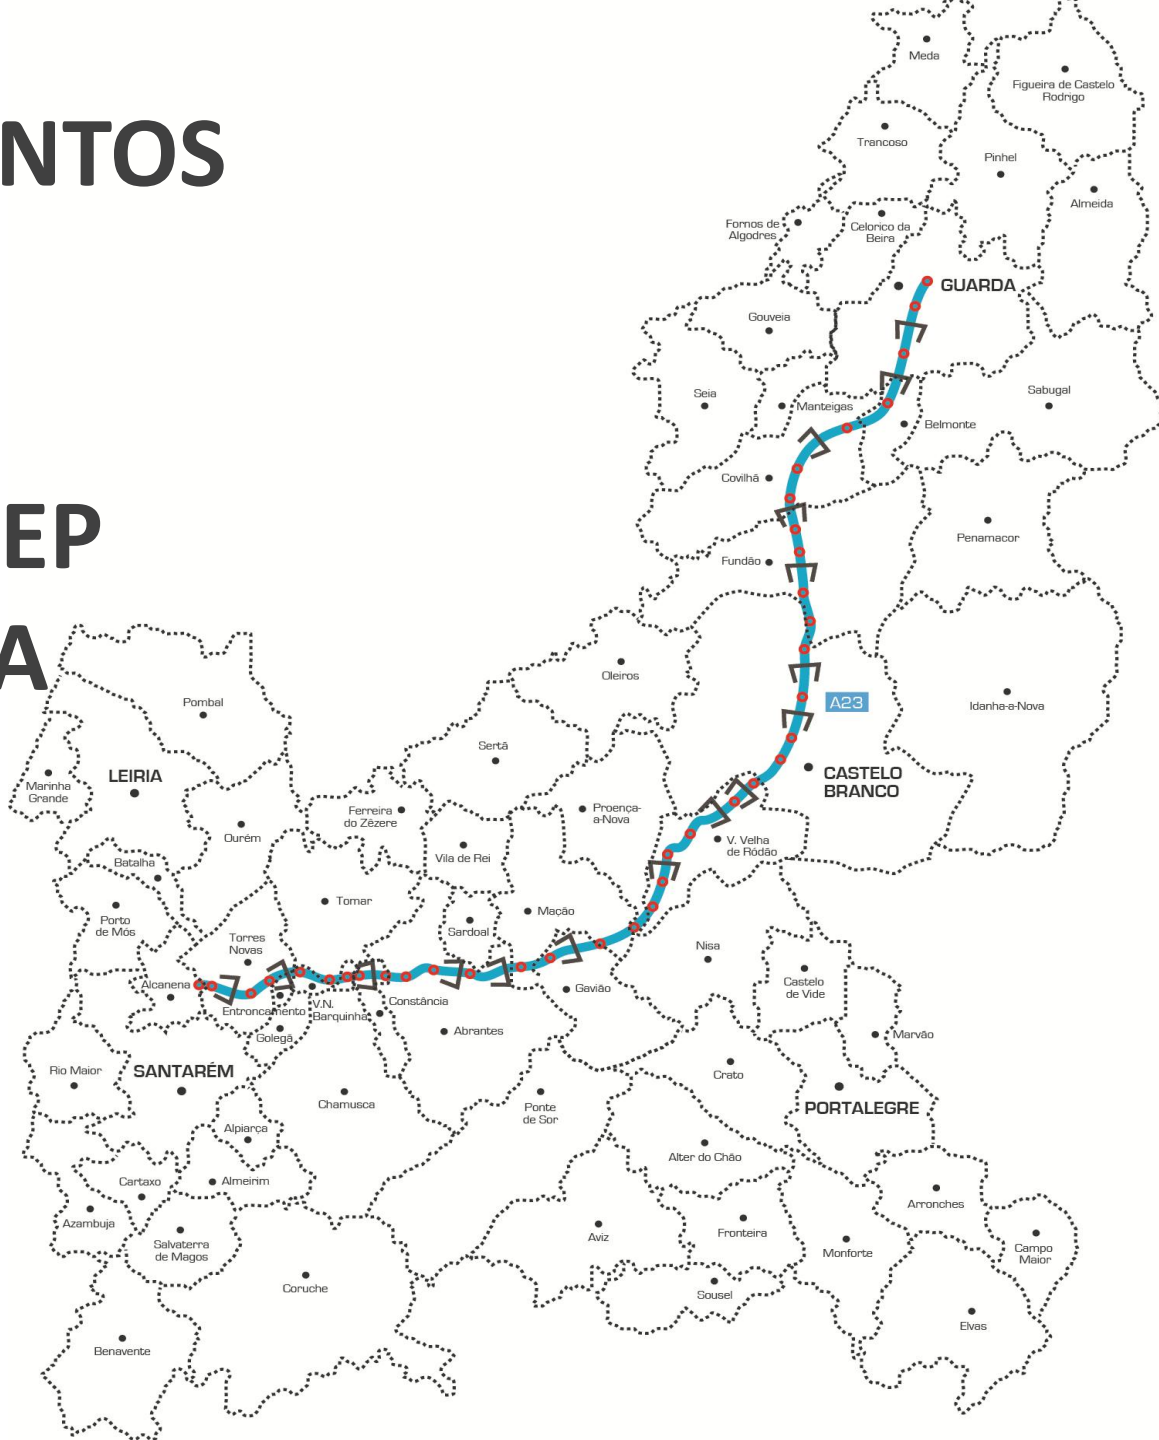 NTOS
EP
A
Meda
Figueira de Castelo
Rodrigo
Trancoso
Pinhel
Almeida
Fornos de
Algodres
Celorico da
Beira
GUARDA
Gouveia
Seia
Manteigas
Sabugal
Belmonte
Covilhã
Penamacor
Fundão
Oleiros
Idanha-a-Nova
A23
Pombal
Sertã
LEIRIA
CASTELO
BRANCO
Marinha
Grande
Ferreira
do Zêzere
Proença-
a-Nova
Ourém
V. Velha
de Ródão
Vila de Rei
Batalha
Tomar
Mação
Porto
de Mós
Sardoal
Torres
Novas
Nisa
Castelo
de Vide
Alcanena
Gavião
Entroncamento
V.N.
Barquinha
Constância
Abrantes
Golegã
Marvão
Rio Maior
SANTARÉM
Crato
Chamusca
Ponte
de Sor
PORTALEGRE
Alpiarça
Alter do Chão
Cartaxo
Almeirim
Arronches
Azambuja
Salvaterra
de Magos
Aviz
Fronteira
Monforte
Campo
Maior
Coruche
Sousel
Elvas
Benavente